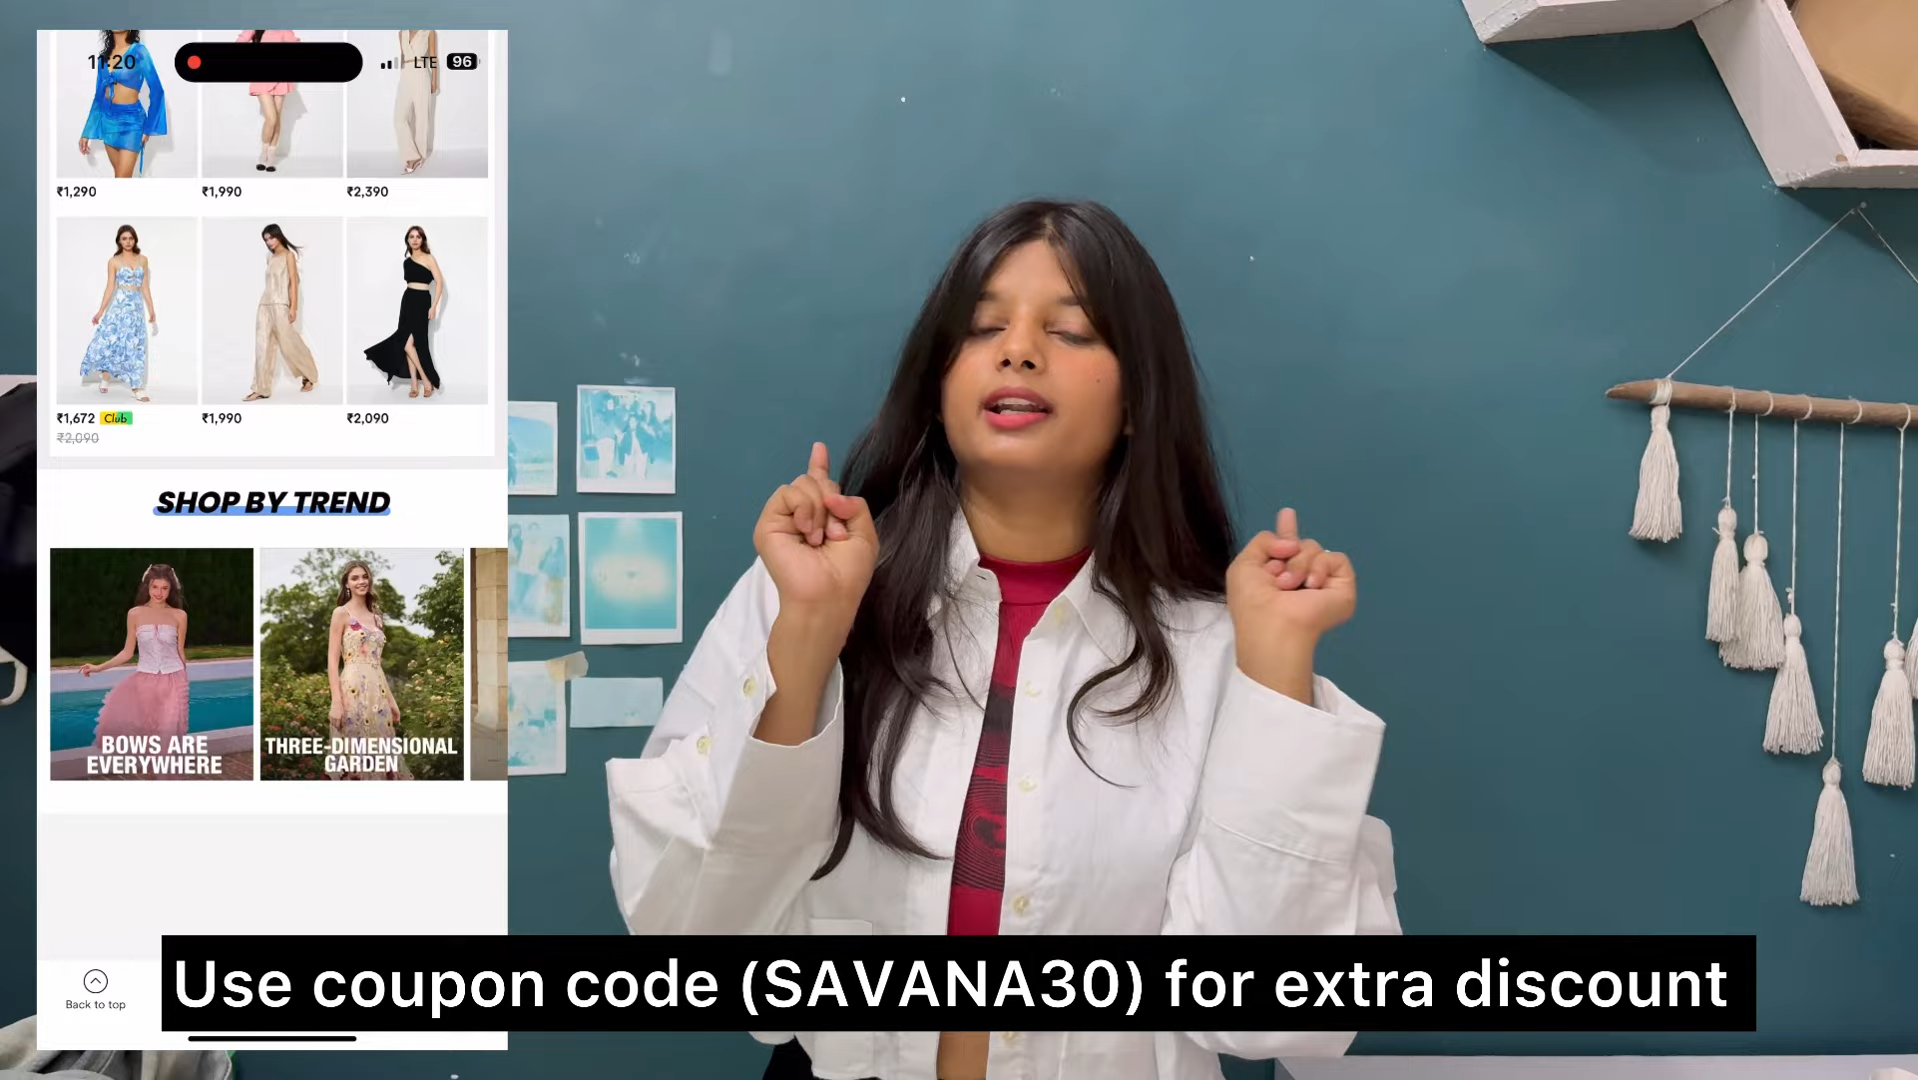 11:20
LTE
96
₹1,290
₹1,990
₹2,390
₹1,672 Club
₹2,090
₹1,990
₹2,090
SHOP BY TREND
BOWS ARE
EVERYWHERE
THREE-DIMENSIONAL
GARDEN
Back to top
Use coupon code (SAVANA30) for extra discount